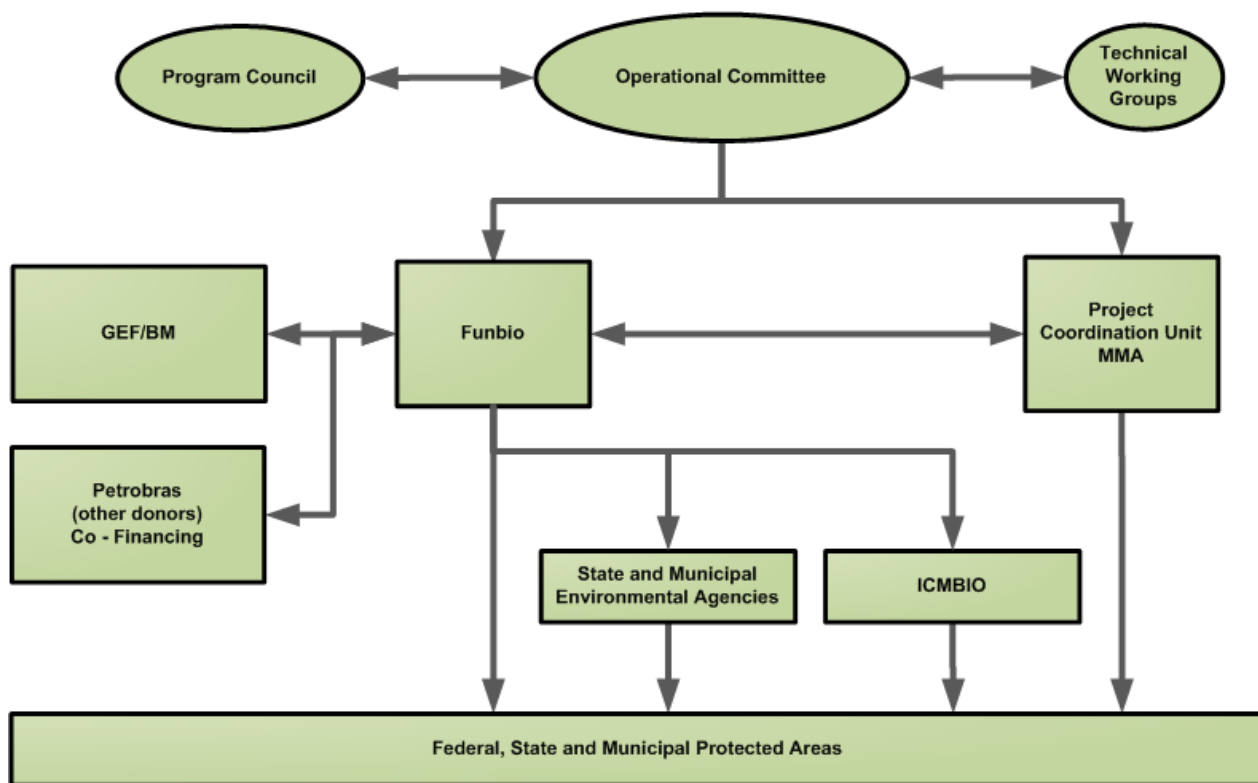 Program Council
Operational Committee
Technical
Working
Groups
GEF/BM
Funbio
Project
Coordination Unit
MMA
Petrobras
(other donors)
Co - Financing
State and Municipal
Environmental Agencies
ICMBIO
Federal, State and Municipal Protected Areas